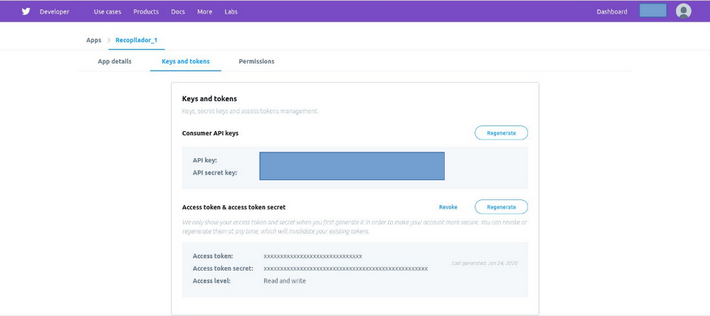 Developer Use cases Products Docs More Labs Dashboard
Apps Recopilador_1
App details Keys and tokens Permissions
Keys and tokens
Keys, secret keys and access tokens management.
Consumer API keys Regenerate
API key:
API secret key:
Access token & access token secret Revoke Regenerate
We only show your access token and secret when you first generate it in order to make your account more secure. You can revoke or
regenerate them at any time, which will invalidate your existing tokens.
Access token: xxxxxxxxxxxxxxxxxxxxxxxxxxxxxx
Last generated: Jan 24, 2020
Access token secret: xxxxxxxxxxxxxxxxxxxxxxxxxxxxxxxxxxxxxxxxxxxxxxxxxx
Access level: Read and write